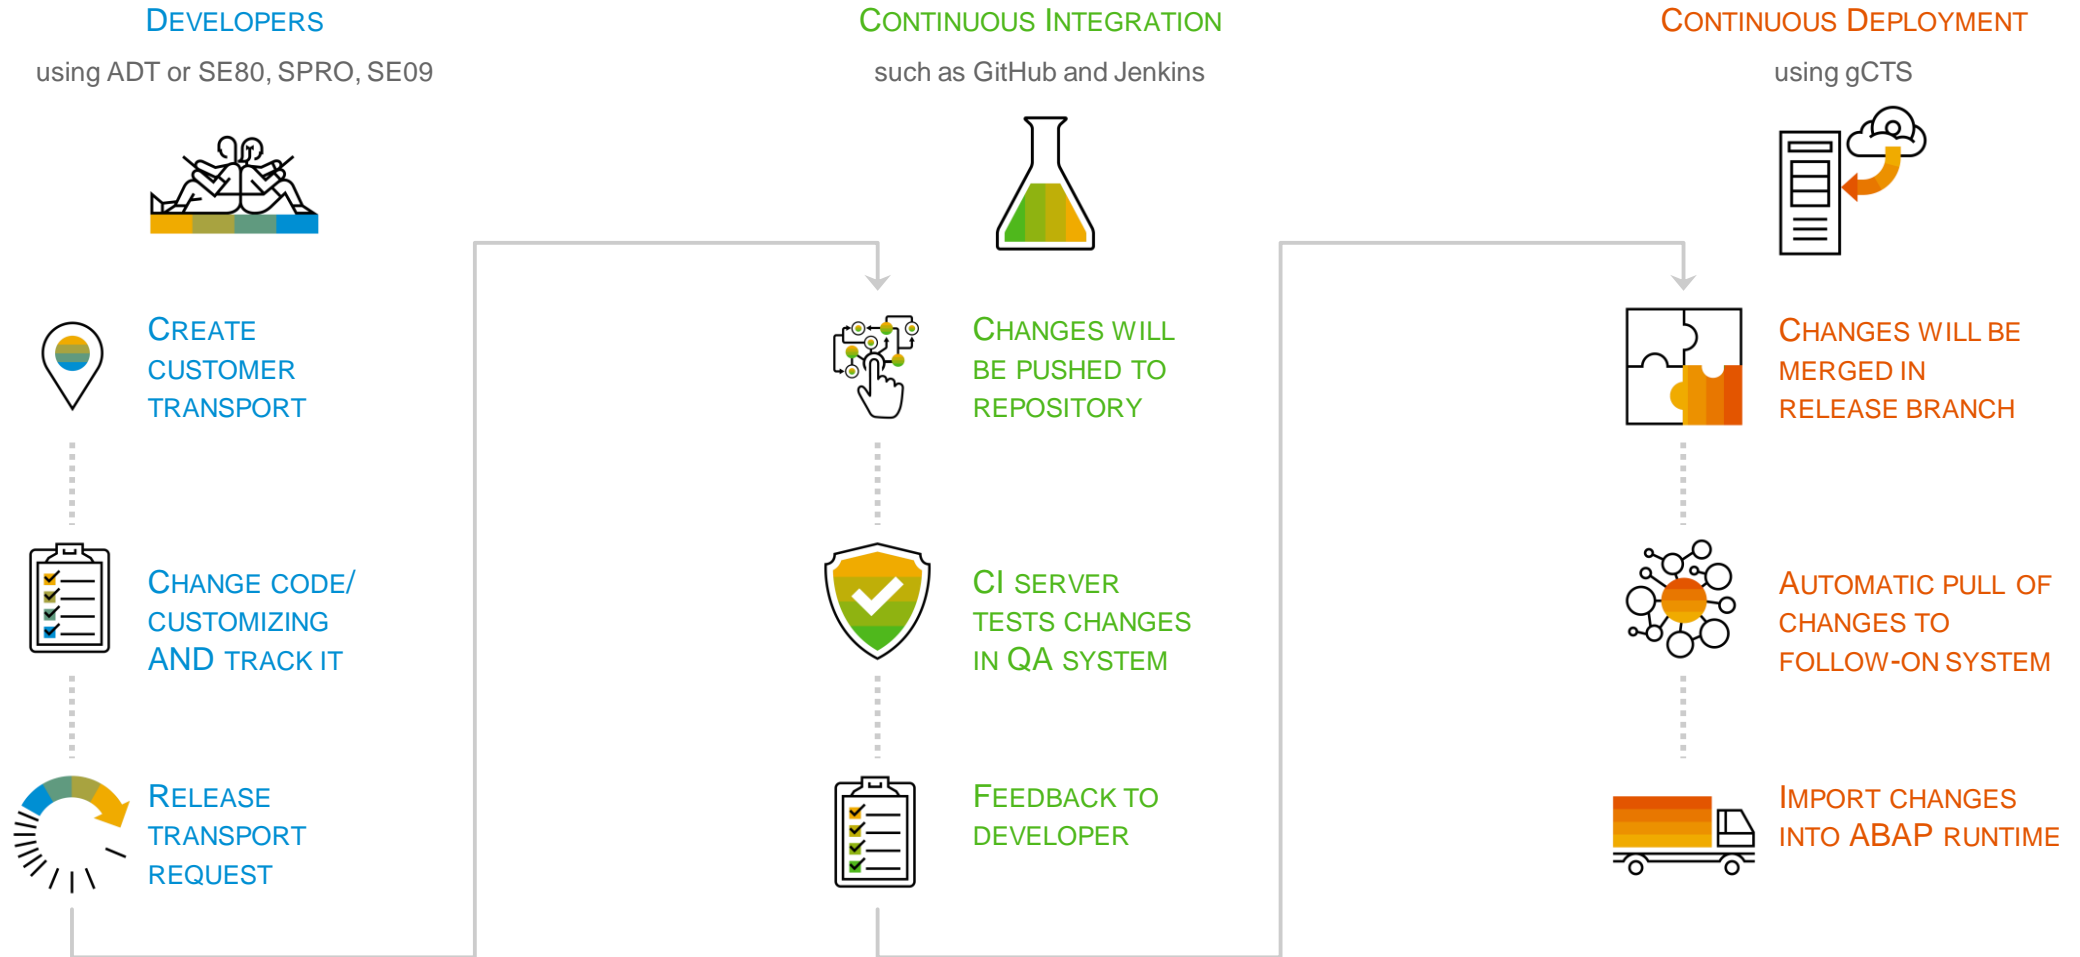 DEVELOPERS
using ADT or SE80, SPRO, SE09
CREATE
CUSTOMER
TRANSPORT
CHANGE CODE/
CUSTOMIZING
AND TRACK IT
RELEASE
TRANSPORT
REQUEST
CONTINUOUS INTEGRATION
such as GitHub and Jenkins
CHANGES WILL
BE PUSHED TO
REPOSITORY
CI SERVER
TESTS CHANGES
IN QA SYSTEM
FEEDBACK TO
DEVELOPER
CONTINUOUS DEPLOYMENT
using gCTS
CHANGES WILL BE
MERGED IN
RELEASE BRANCH
AUTOMATIC PULL OF
CHANGES TO
FOLLOW-ON SYSTEM
IMPORT CHANGES
INTO ABAP RUNTIME